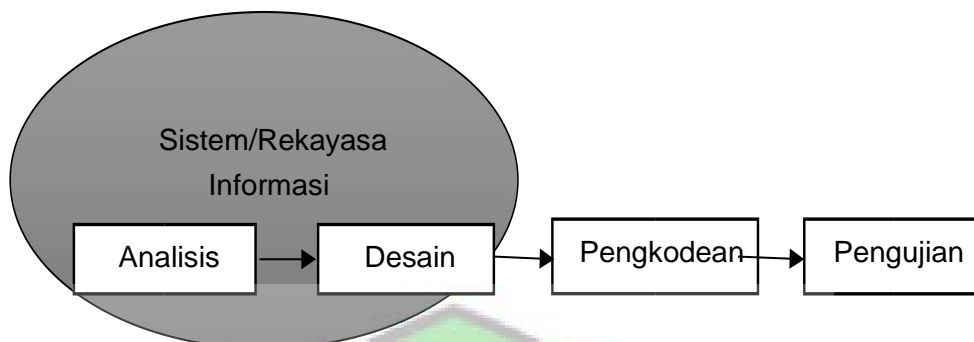 Sistem/Rekayasa
Informasi
Analisis
Desain
Pengkodean
Pengujian